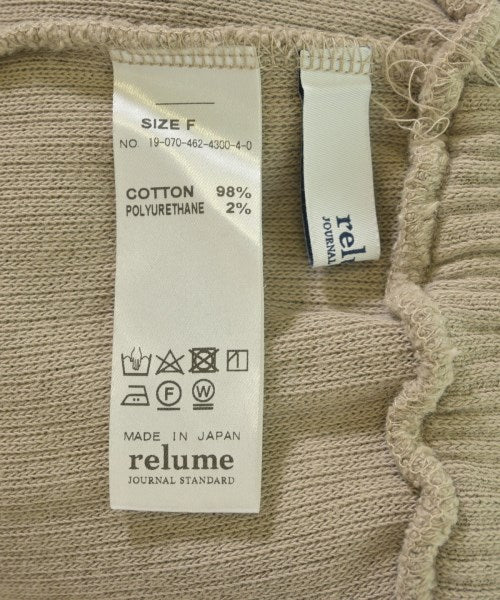 SIZE F
NO. 19-070-462-4300-4-0
COTTON 98%
POLYURETHANE 2%
F W
MADE IN JAPAN
relume
JOURNAL STANDARD
relu
JOURNAL